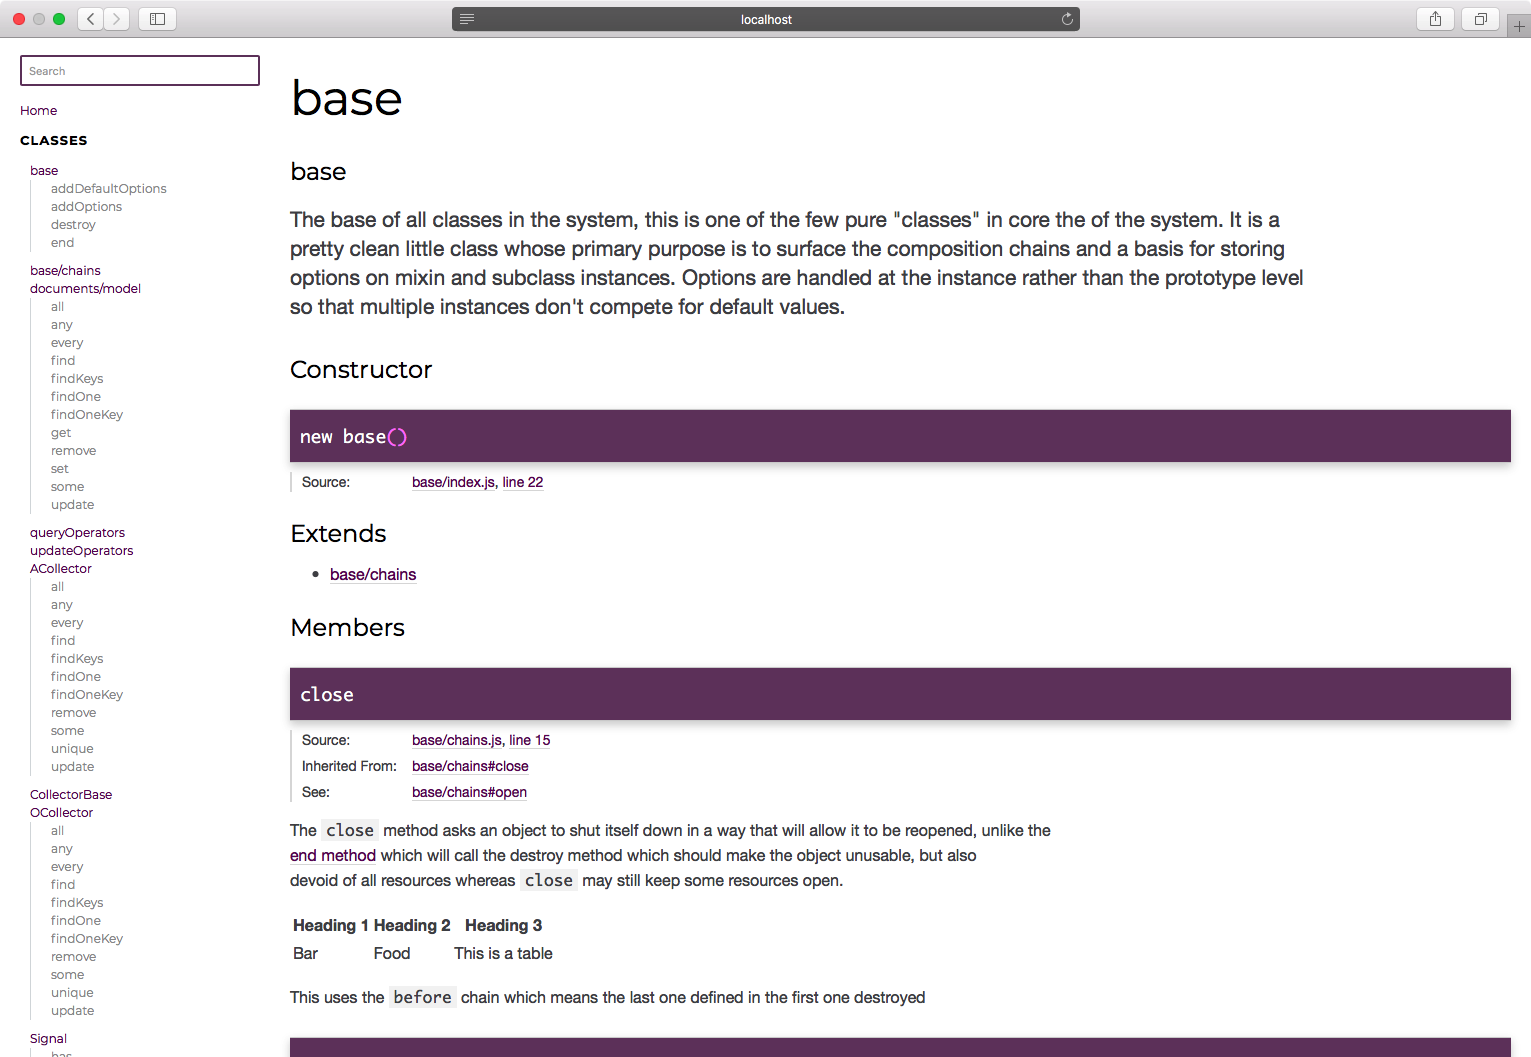 localhost
Search
Home
CLASSES
base
addDefaultOptions
addOptions
destroy
end
base/chains
documents/model
all
any
every
find
findKeys
findOne
findOneKey
get
remove
set
some
update
queryOperators
updateOperators
ACollector
all
any
every
find
findKeys
findOne
findOneKey
remove
some
unique
update
CollectorBase
OCollector
all
any
every
find
findKeys
findOne
findOneKey
remove
some
unique
update
Signal
has
base
base
The base of all classes in the system, this is one of the few pure "classes" in core the of the system. It is a
pretty clean little class whose primary purpose is to surface the composition chains and a basis for storing
options on mixin and subclass instances. Options are handled at the instance rather than the prototype level
so that multiple instances don't compete for default values.
Constructor
new base()
Source: base/index.js, line 22
Extends
• base/chains
Members
close
Source: base/chains.js, line 15
Inherited From: base/chains#close
See: base/chains#open
The close method asks an object to shut itself down in a way that will allow it to be reopened, unlike the
end method which will call the destroy method which should make the object unusable, but also
devoid of all resources whereas close may still keep some resources open.
Heading 1 Heading 2 Heading 3
Bar Food This is a table
This uses the before chain which means the last one defined in the first one destroyed